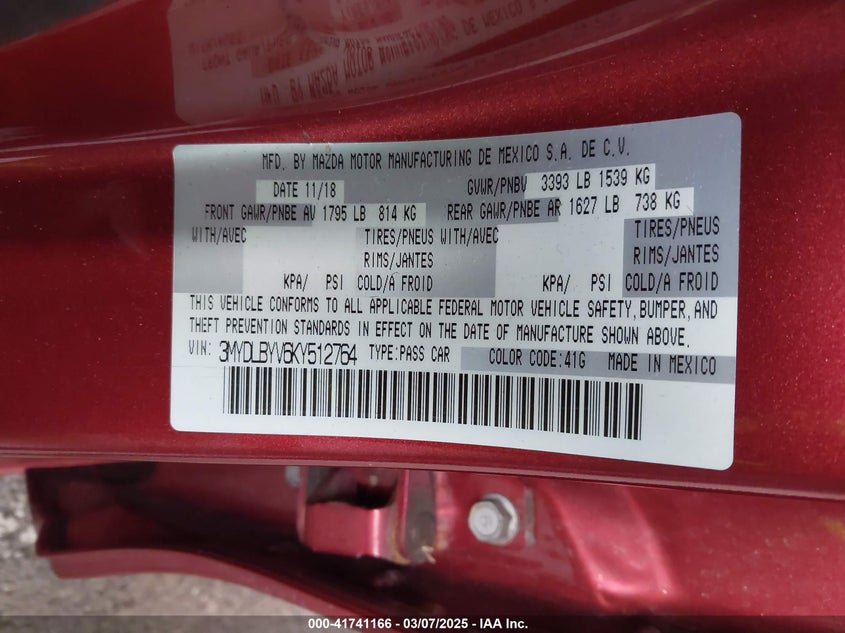 MFD. BY MAZDA MOTOR MANUFACTURING DE MEXICO S.A. DE C.V.
DATE 11/18 GVWR/PNBV 3393 LB 1539 KG
FRONT GAWR/PNBE AV 1795 LB 814 KG REAR GAWR/PNBE AR 1627 LB 738 KG
WITH/AVEC TIRES/PNEUS WITH/AVEC TIRES/PNEUS
RIMS/JANTES RIMS/JANTES
KPA/ PSI COLD/A FROID KPA/ PSI COLD/A FROID
THIS VEHICLE CONFORMS TO ALL APPLICABLE FEDERAL MOTOR VEHICLE SAFETY, BUMPER, AND
THEFT PREVENTION STANDARDS IN EFFECT ON THE DATE OF MANUFACTURE SHOWN ABOVE.
VIN: 3MYDLBYV6KY512764 TYPE:PASS CAR COLOR CODE:41G MADE IN MEXICO
000-41741166 - 03/07/2025 - IAA Inc.